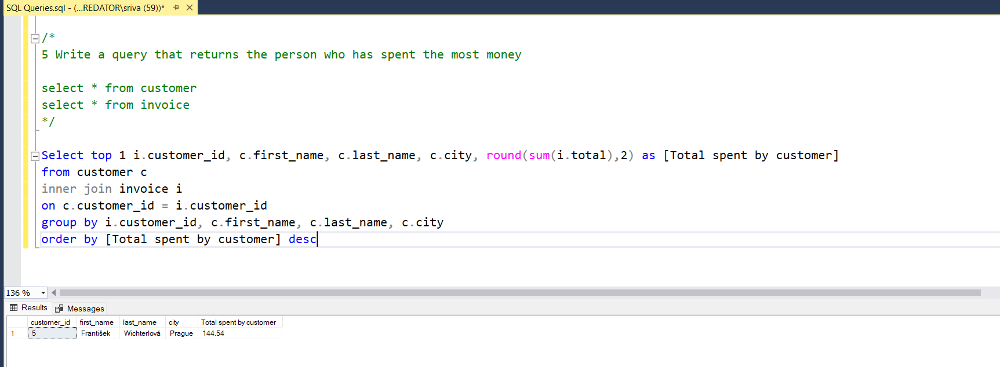 SQL Queries.sql - (...REDATOR\sriva (59))*
/*
5 Write a query that returns the person who has spent the most money
select * from customer
select * from invoice
*/
Select top 1 i.customer_id, c.first_name, c.last_name, c.city, round(sum(i.total),2) as [Total spent by customer]
from customer c
inner join invoice i
on c.customer_id = i.customer_id
group by i.customer_id, c.first_name, c.last_name, c.city
order by [Total spent by customer] desc
136 %
Results Messages
customer_id first_name last_name city Total spent by customer
1 5 František Wichterlová Prague 144.54